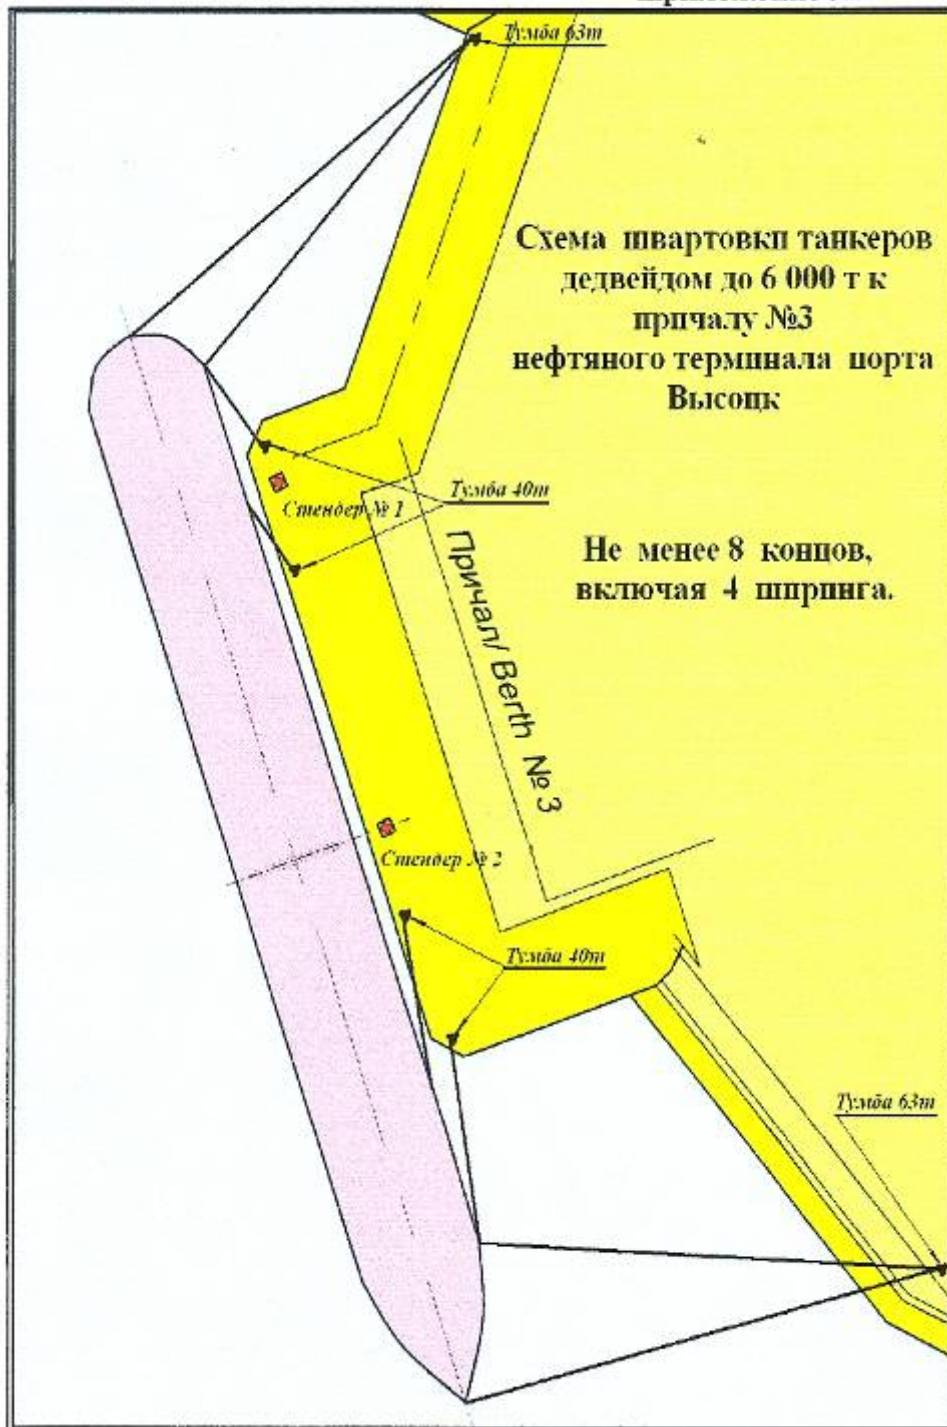 Тумба 63т
Схема швартовки танкеров
дедвейдом до 6 000 т к
причалу №3
нефтяного терминала порта
Высоцк
Тумба 40т
Стендер № 1
Не менее 8 концов,
включая 4 шпринга.
Причал/ Berth № 3
Стендер № 2
Тумба 40т
Тумба 63т